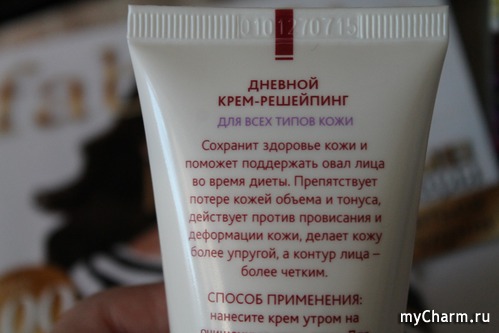 0101270715
ДНЕВНОЙ
КРЕМ-РЕШЕЙПИНГ
ДЛЯ ВСЕХ ТИПОВ КОЖИ
Сохранит здоровье кожи и
поможет поддержать овал лица
во время диеты. Препятствует
потере кожей объема и тонуса,
действует против провисания и
деформации кожи, делает кожу
более упругой, а контур лица –
более четким.
СПОСОБ ПРИМЕНЕНИЯ:
нанесите крем утром на
myCharm.ru